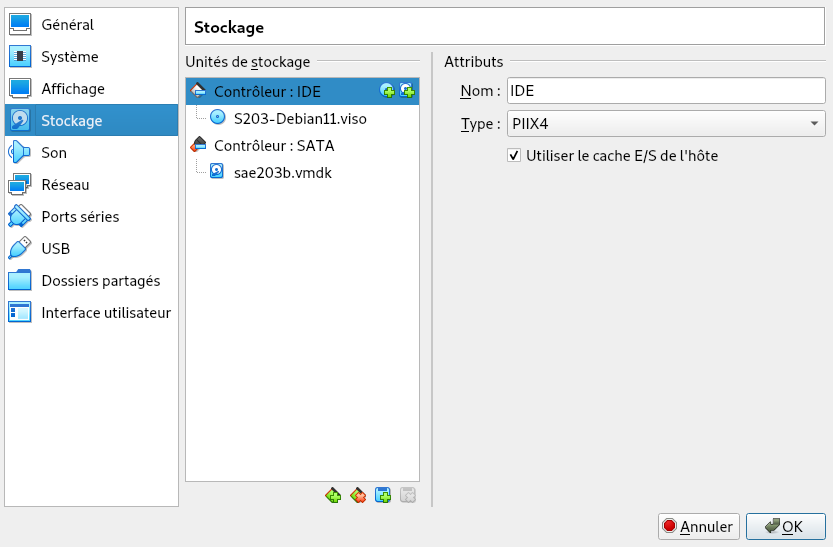 Général
Système
Affichage
Stockage
Son
Réseau
Ports séries
USB
Dossiers partagés
Interface utilisateur
Stockage
Unités de stockage
Contrôleur : IDE
S203-Debian11.viso
Contrôleur : SATA
sae203b.vmdk
Attributs
Nom : IDE
Type : PIIX4
Utiliser le cache E/S de l'hôte
Annuler
OK